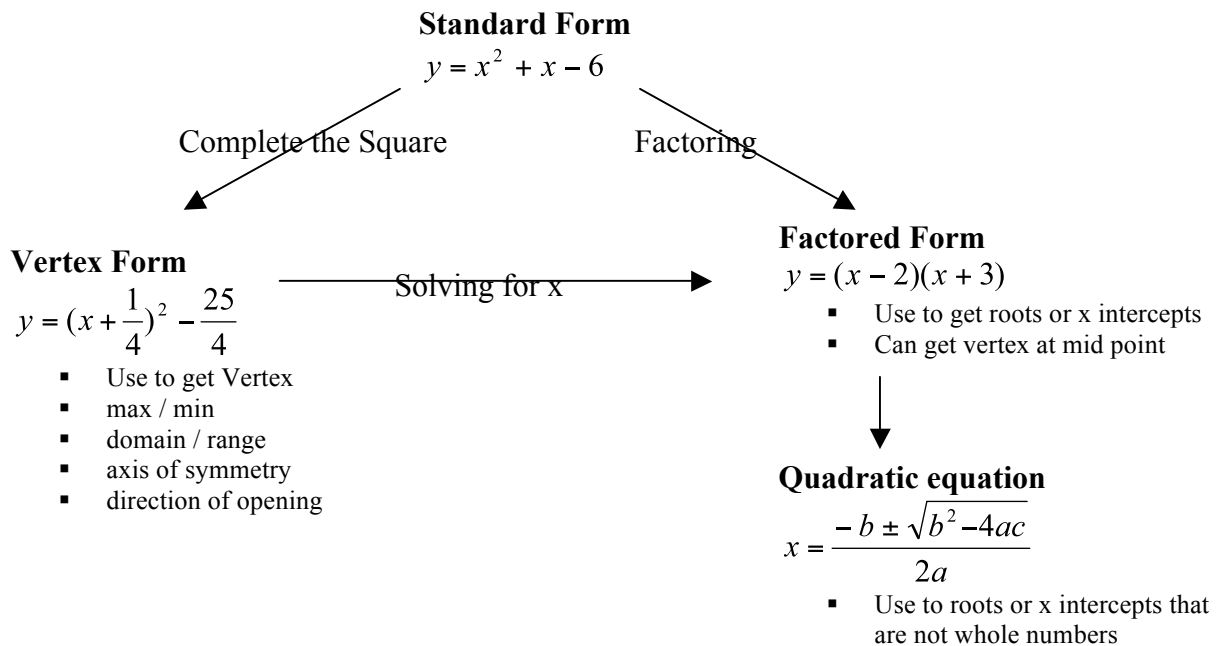 Standard Form
y = x² + x − 6
Complete the Square
Factoring
Vertex Form
y = (x + 1/4)² − 25/4
▪ Use to get Vertex
▪ max / min
▪ domain / range
▪ axis of symmetry
▪ direction of opening
Solving for x
Factored Form
y = (x − 2)(x + 3)
▪ Use to get roots or x intercepts
▪ Can get vertex at mid point
Quadratic equation
x = (−b ± √(b² − 4ac)) / 2a
▪ Use to roots or x intercepts that
are not whole numbers